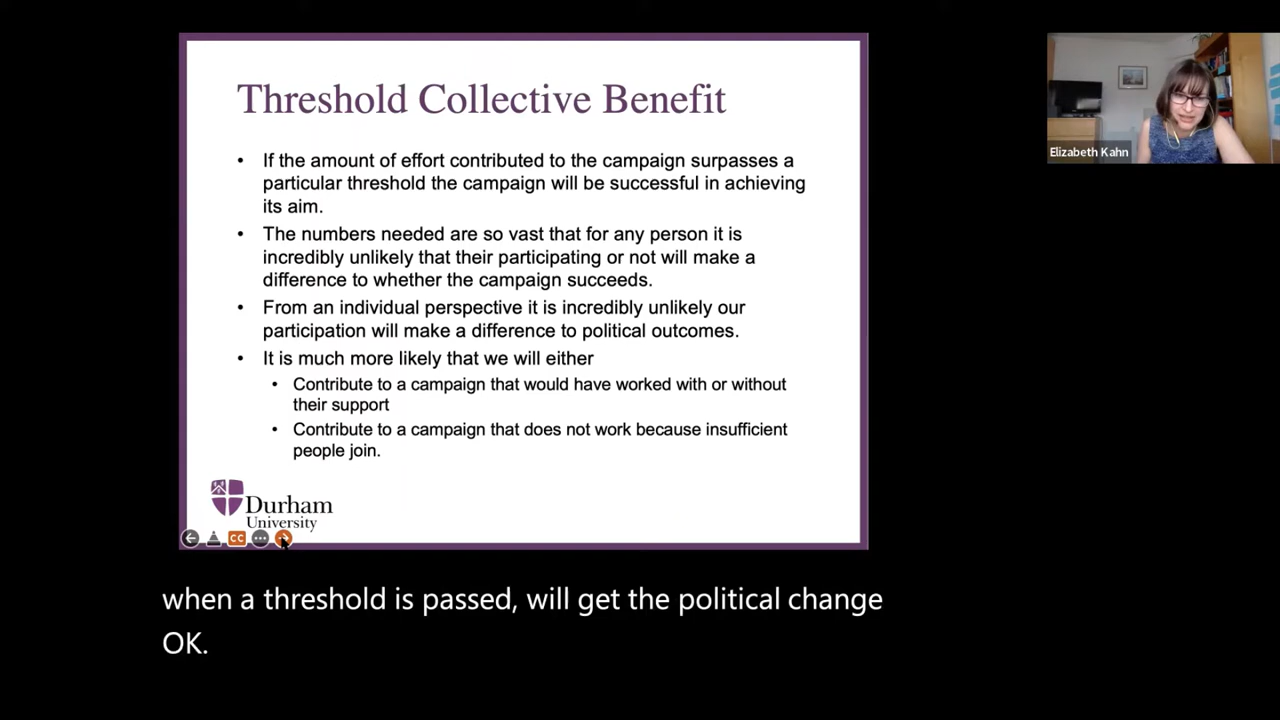 Threshold Collective Benefit
• If the amount of effort contributed to the campaign surpasses a
particular threshold the campaign will be successful in achieving
its aim.
• The numbers needed are so vast that for any person it is
incredibly unlikely that their participating or not will make a
difference to whether the campaign succeeds.
• From an individual perspective it is incredibly unlikely our
participation will make a difference to political outcomes.
• It is much more likely that we will either
• Contribute to a campaign that would have worked with or without
their support
• Contribute to a campaign that does not work because insufficient
people join.
Durham
University
CC
Elizabeth Kahn
when a threshold is passed, will get the political change
OK.